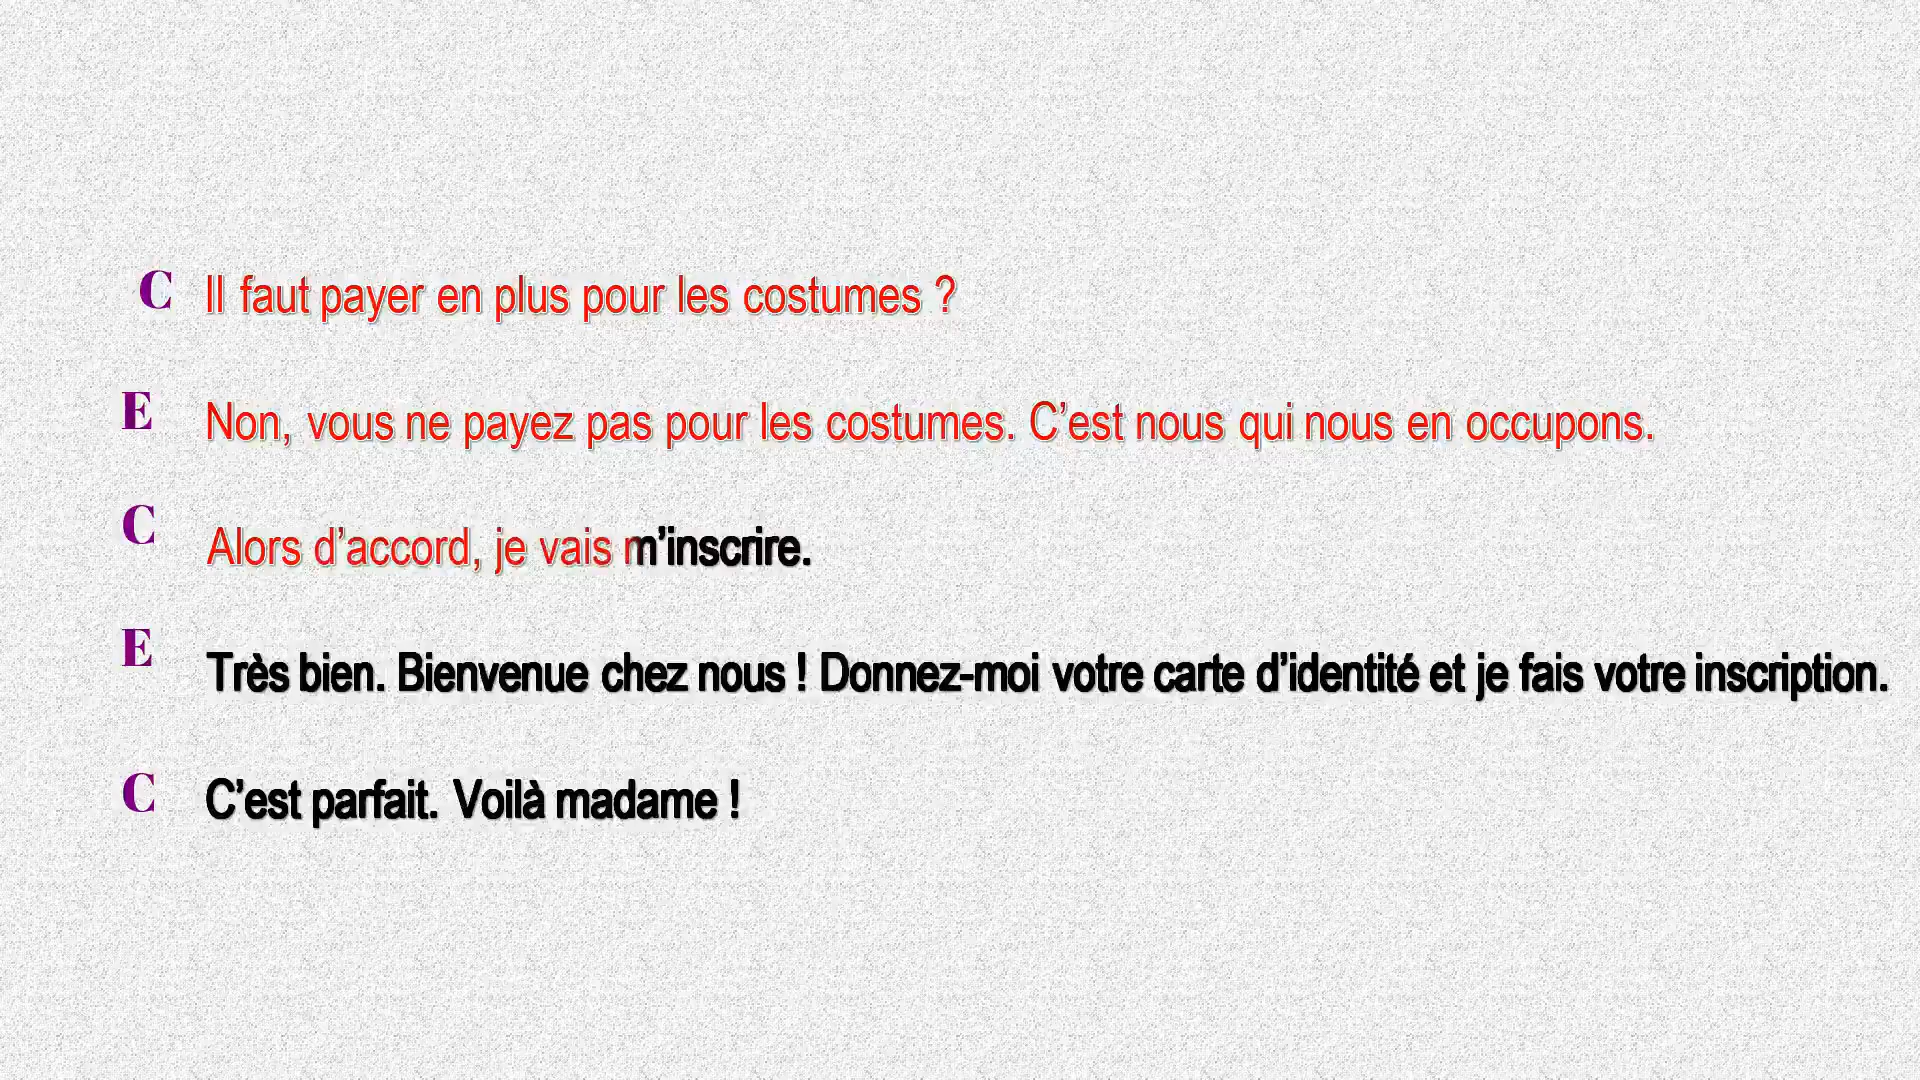 C Il faut payer en plus pour les costumes ?
E Non, vous ne payez pas pour les costumes. C’est nous qui nous en occupons.
C Alors d’accord, je vais m’inscrire.
E Très bien. Bienvenue chez nous ! Donnez-moi votre carte d’identité et je fais votre inscription.
C C’est parfait. Voilà madame !